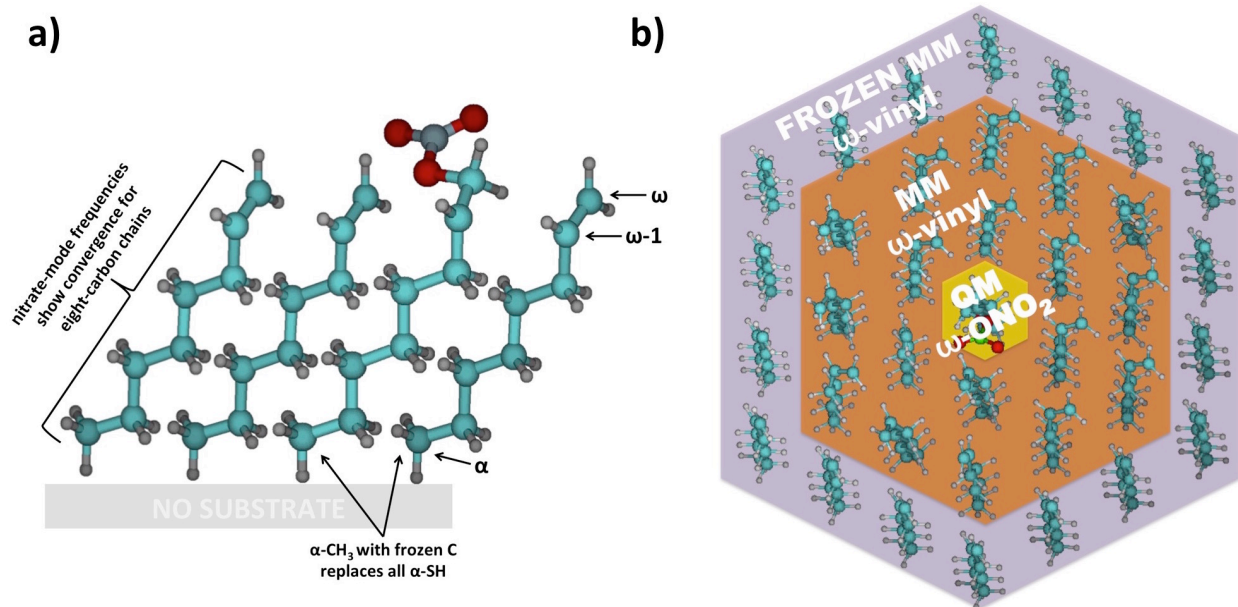 a)
nitrate-mode frequencies
show convergence for
eight-carbon chains
ω
ω-1
α
NO SUBSTRATE
α-CH₃ with frozen C
replaces all α-SH
b)
FROZEN MM
ω-vinyl
MM
ω-vinyl
QM
ω-ONO₂